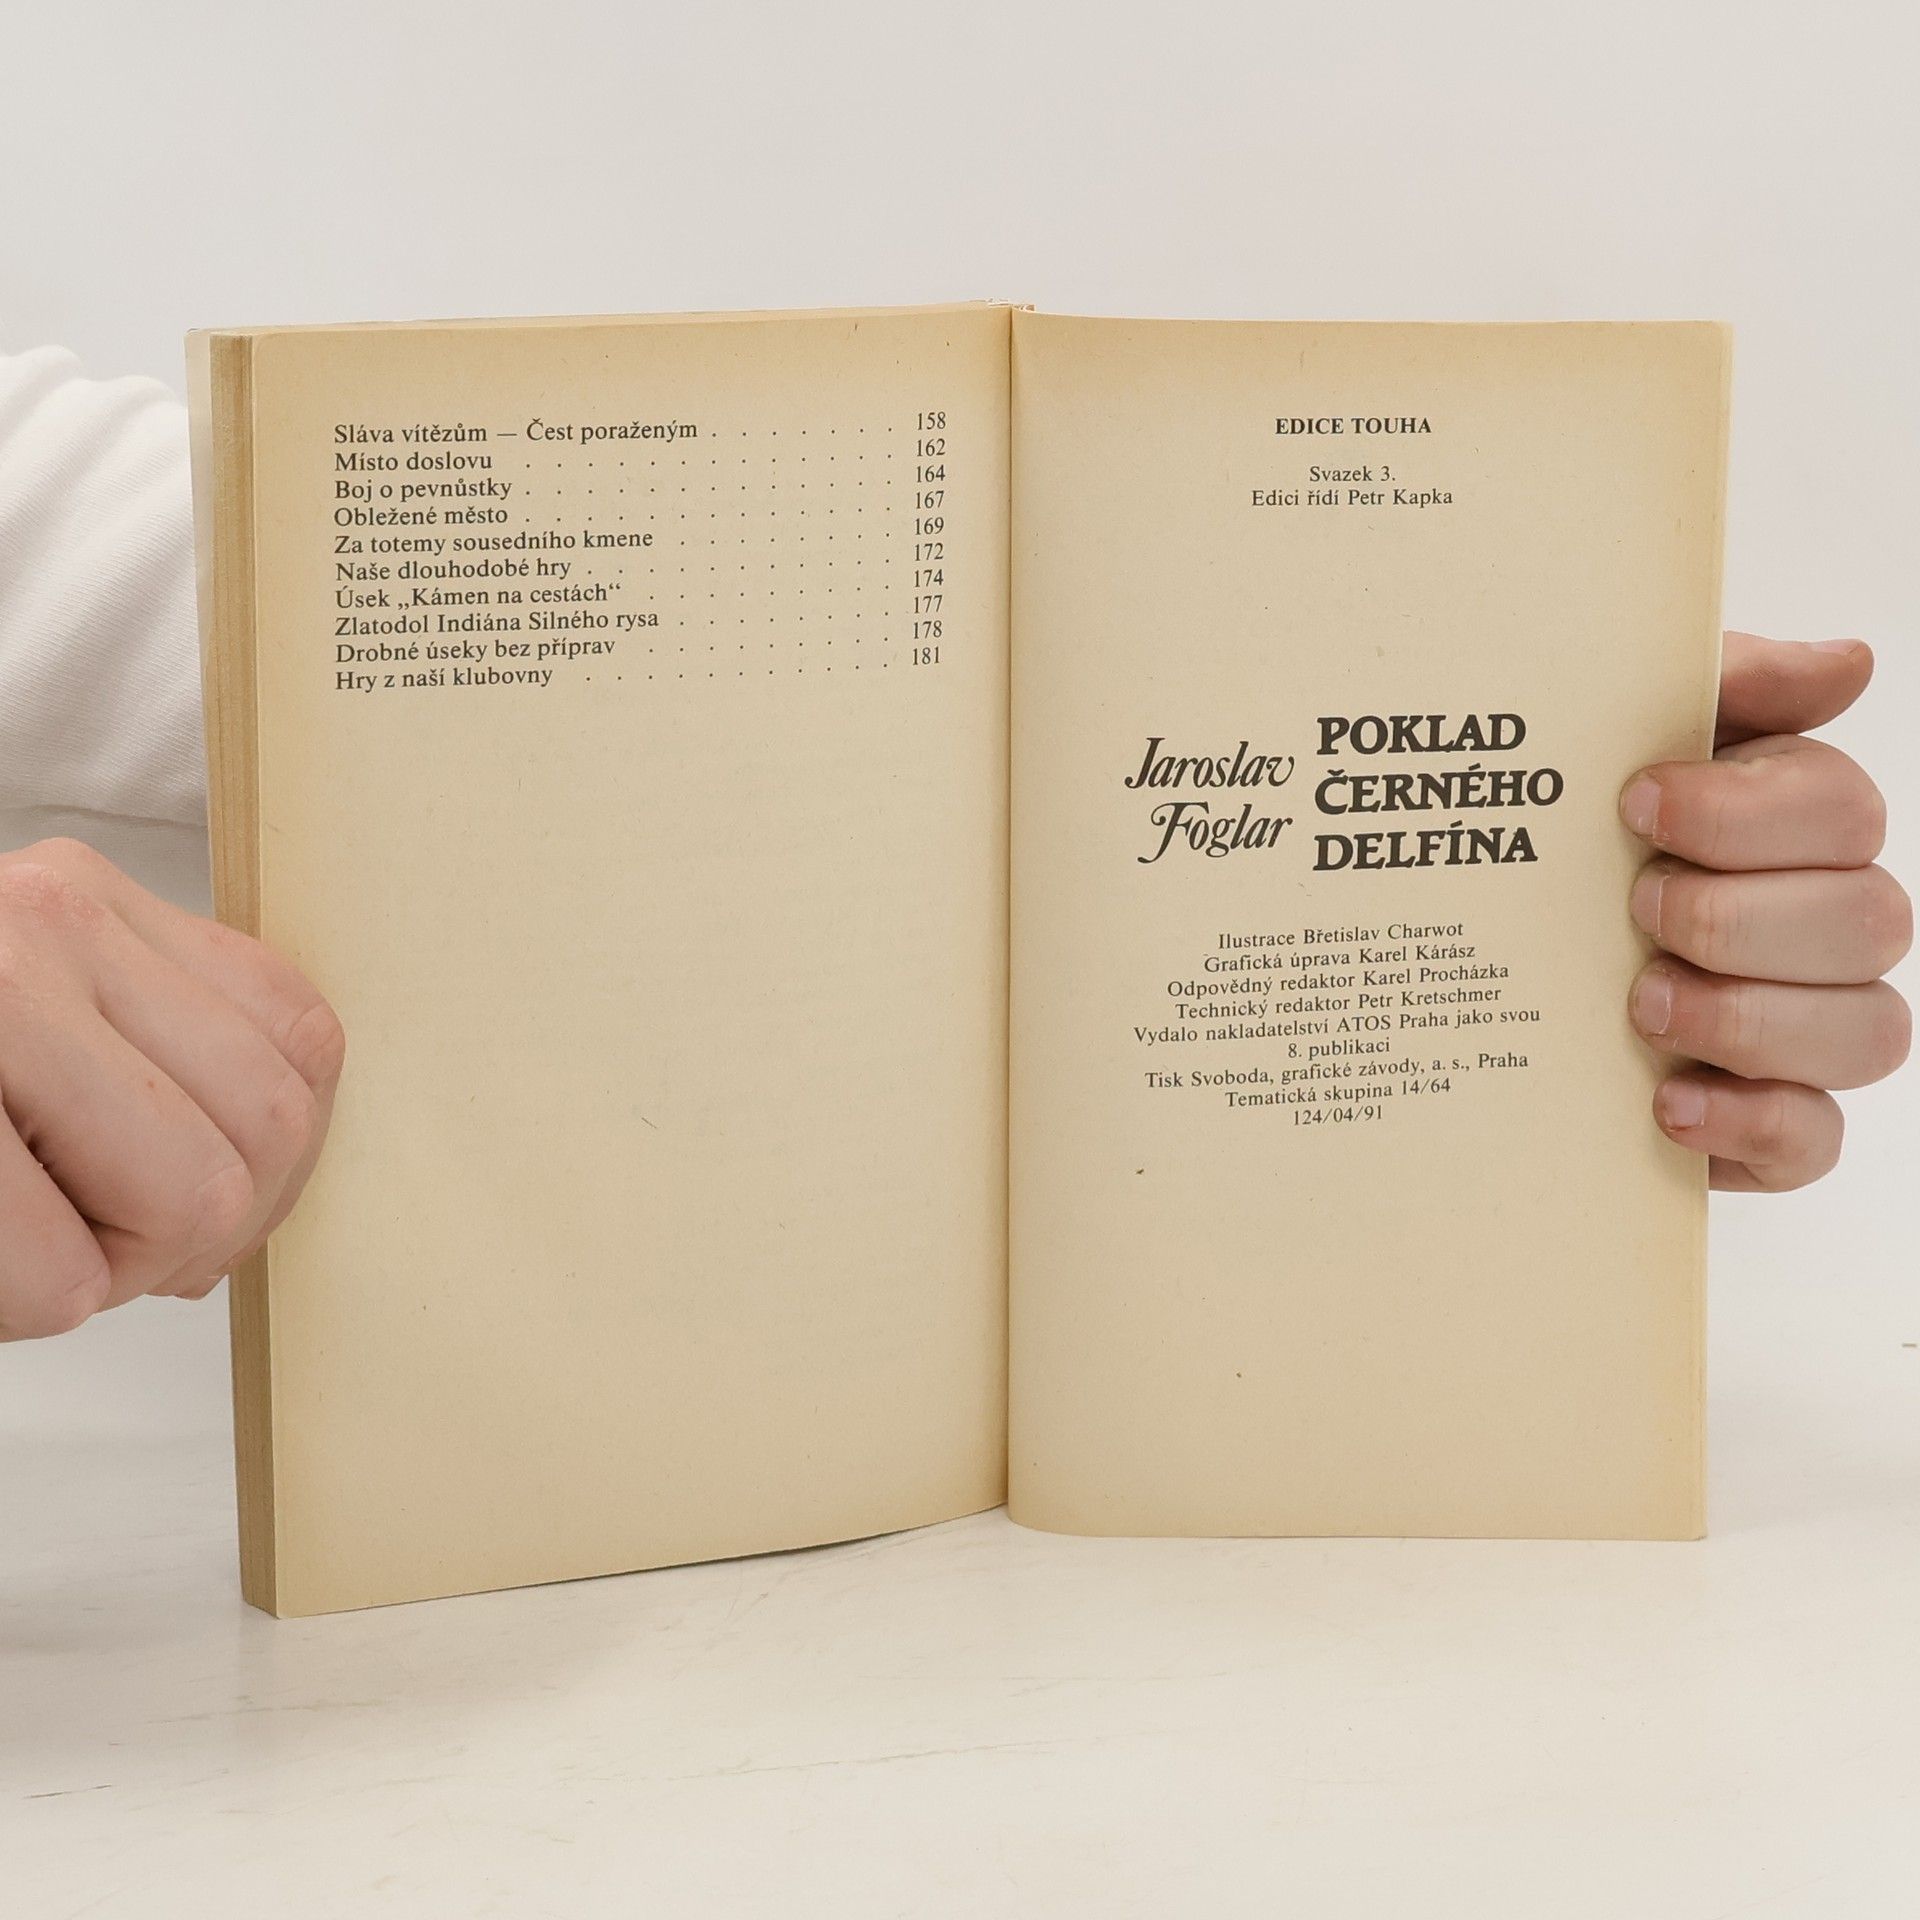 Sláva vítězům — Čest poraženým . . . . . . . 158
Místo doslovu . . . . . . . . . . . . 162
Boj o pevnůstky . . . . . . . . . . . . 164
Obležené město . . . . . . . . . . . . 167
Za totemy sousedního kmene . . . . . . . . 169
Naše dlouhodobé hry . . . . . . . . . . . 172
Úsek „Kámen na cestách“ . . . . . . . . . 174
Zlatodol Indiána Silného rysa . . . . . . . . 177
Drobné úseky bez příprav . . . . . . . . . 178
Hry z naší klubovny . . . . . . . . . . . 181
EDICE TOUHA
Svazek 3.
Edici řídí Petr Kapka
Jaroslav
Foglar
POKLAD
ČERNÉHO
DELFÍNA
Ilustrace Břetislav Charwot
Grafická úprava Karel Kárász
Odpovědný redaktor Karel Procházka
Technický redaktor Petr Kretschmer
Vydalo nakladatelství ATOS Praha jako svou
8. publikaci
Tisk Svoboda, grafické závody, a. s., Praha
Tematická skupina 14/64
124/04/91